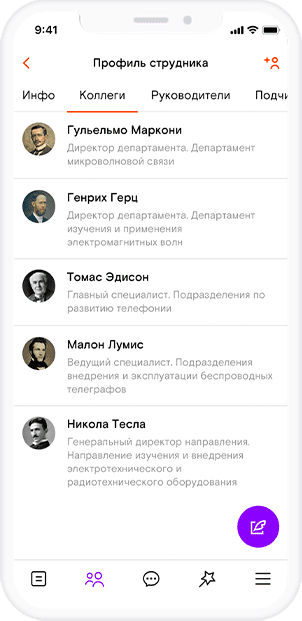 9:41
Профиль струдника
Инфо Коллеги Руководители Подчи
Гульельмо Маркони
Директор департамента. Департамент
микроволновой связи
Генрих Герц
Директор департамента. Департамент
изучения и применения
электромагнитных волн
Томас Эдисон
Главный специалист. Подразделения по
развитию телефонии
Малон Лумис
Ведущий специалист. Подразделения
внедрения и эксплуатации беспроводных
телеграфов
Никола Тесла
Генеральный директор направления.
Направление изучения и внедрения
электротехнического и
радиотехнического оборудования